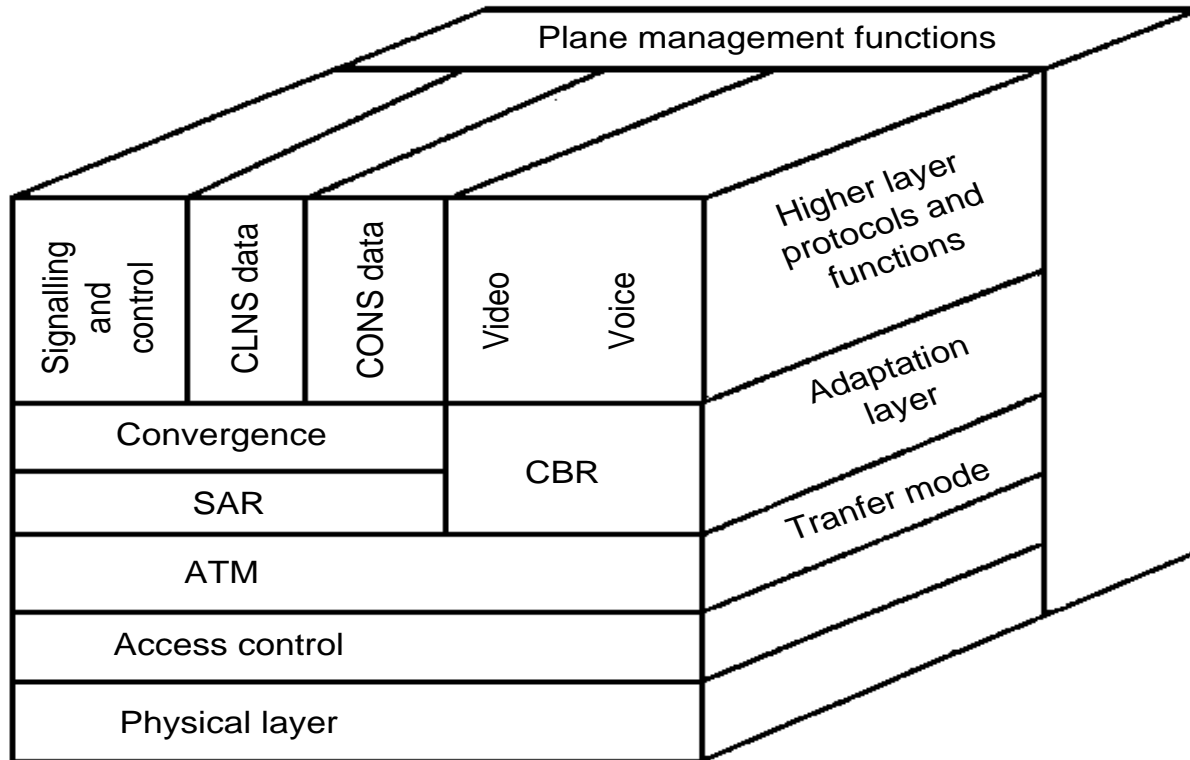 Plane management functions
Higher layer
protocols and
functions
Signalling
and
control
CLNS data
CONS data
Video
Voice
Adaptation
layer
Convergence
CBR
SAR
Tranfer mode
ATM
Access control
Physical layer